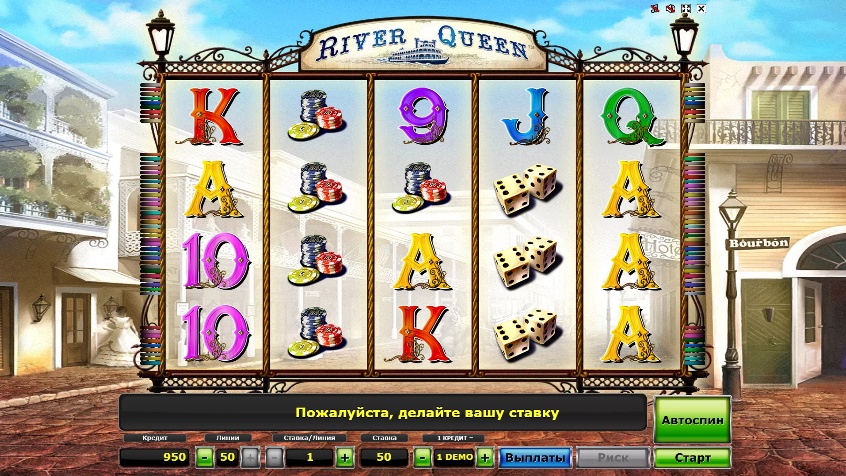 RIVER QUEEN
K 9 J Q
A A
10 A A
10 K A
Bourbon
Пожалуйста, делайте вашу ставку
Автоспин
Кредит Линии Ставка/Линия Ставка 1 КРЕДИТ =
950 - 50 + - 1 + 50 - 1 DEMO + Выплаты Риск Старт